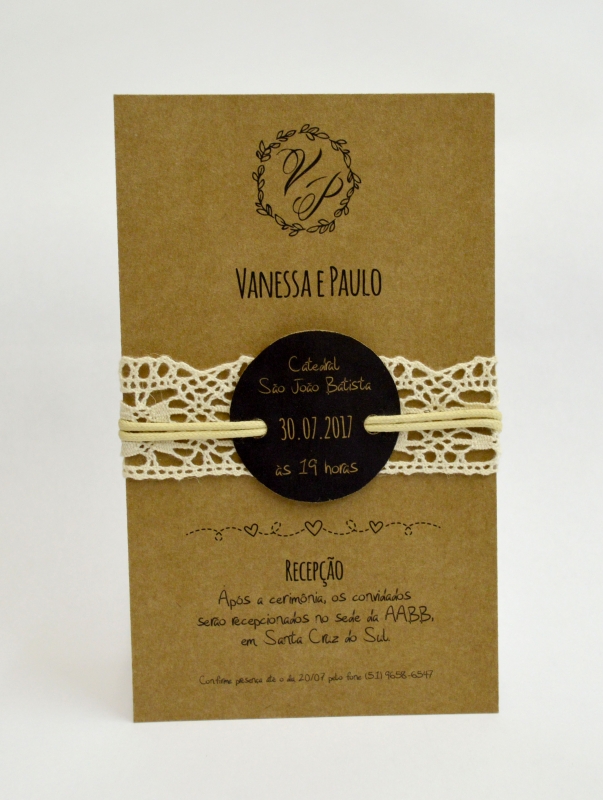 VP
VANESSA E PAULO
Catedral
São João Batista
30.07.2017
às 19 horas
RECEPÇÃO
Após a cerimônia, os convidados
serão recepcionados no sede da AABB,
em Santa Cruz do Sul.
Confirme presença até o dia 20/07 pelo fone (51) 9658-6547